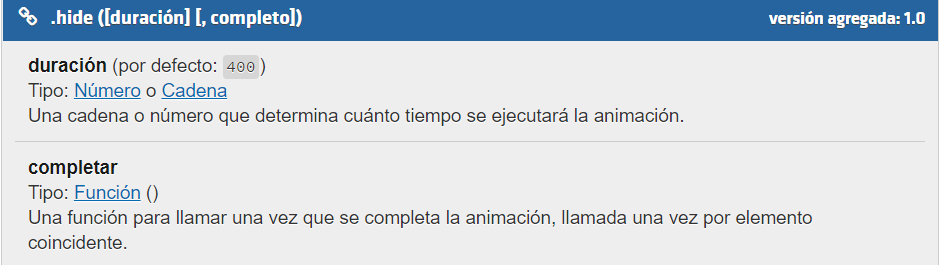 .hide ([duración] [, completo])
versión agregada: 1.0
duración (por defecto: 400)
Tipo: Número o Cadena
Una cadena o número que determina cuánto tiempo se ejecutará la animación.
completar
Tipo: Función ()
Una función para llamar una vez que se completa la animación, llamada una vez por elemento
coincidente.